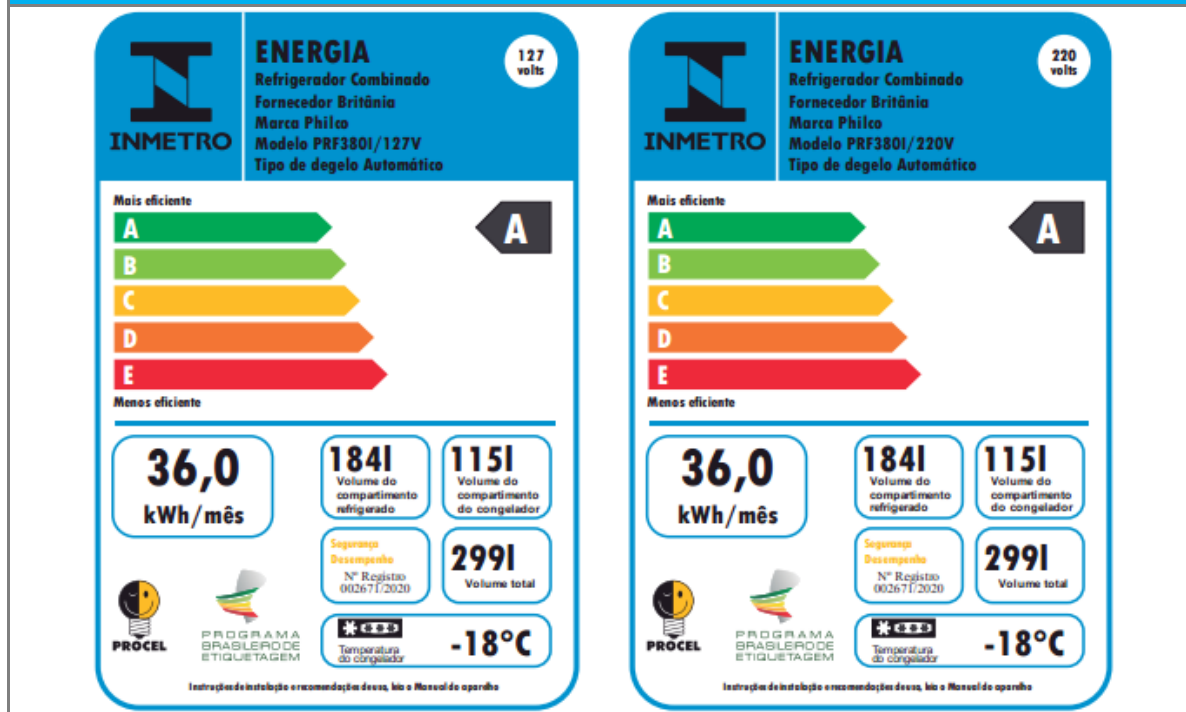 INMETRO
ENERGIA
Refrigerador Combinado
Fornecedor Britânia
Marca Philco
Modelo PRF380I/127V
Tipo de degelo Automático
127
volts
Mais eficiente
A
A
B
C
D
E
Menos eficiente
36,0
kWh/mês
184l
Volume do
compartimento
refrigerado
115l
Volume do
compartimento
do congelador
Segurança
Desempenho
Nº Registro
002671/2020
299l
Volume total
PROCEL
PROGRAMA
BRASILEIRO DE
ETIQUETAGEM
Temperatura
do congelador
-18°C
Instruções de instalação e recomendações de uso, leia o Manual do aparelho
INMETRO
ENERGIA
Refrigerador Combinado
Fornecedor Britânia
Marca Philco
Modelo PRF380I/220V
Tipo de degelo Automático
220
volts
Mais eficiente
A
A
B
C
D
E
Menos eficiente
36,0
kWh/mês
184l
Volume do
compartimento
refrigerado
115l
Volume do
compartimento
do congelador
Segurança
Desempenho
Nº Registro
002671/2020
299l
Volume total
PROCEL
PROGRAMA
BRASILEIRO DE
ETIQUETAGEM
Temperatura
do congelador
-18°C
Instruções de instalação e recomendações de uso, leia o Manual do aparelho